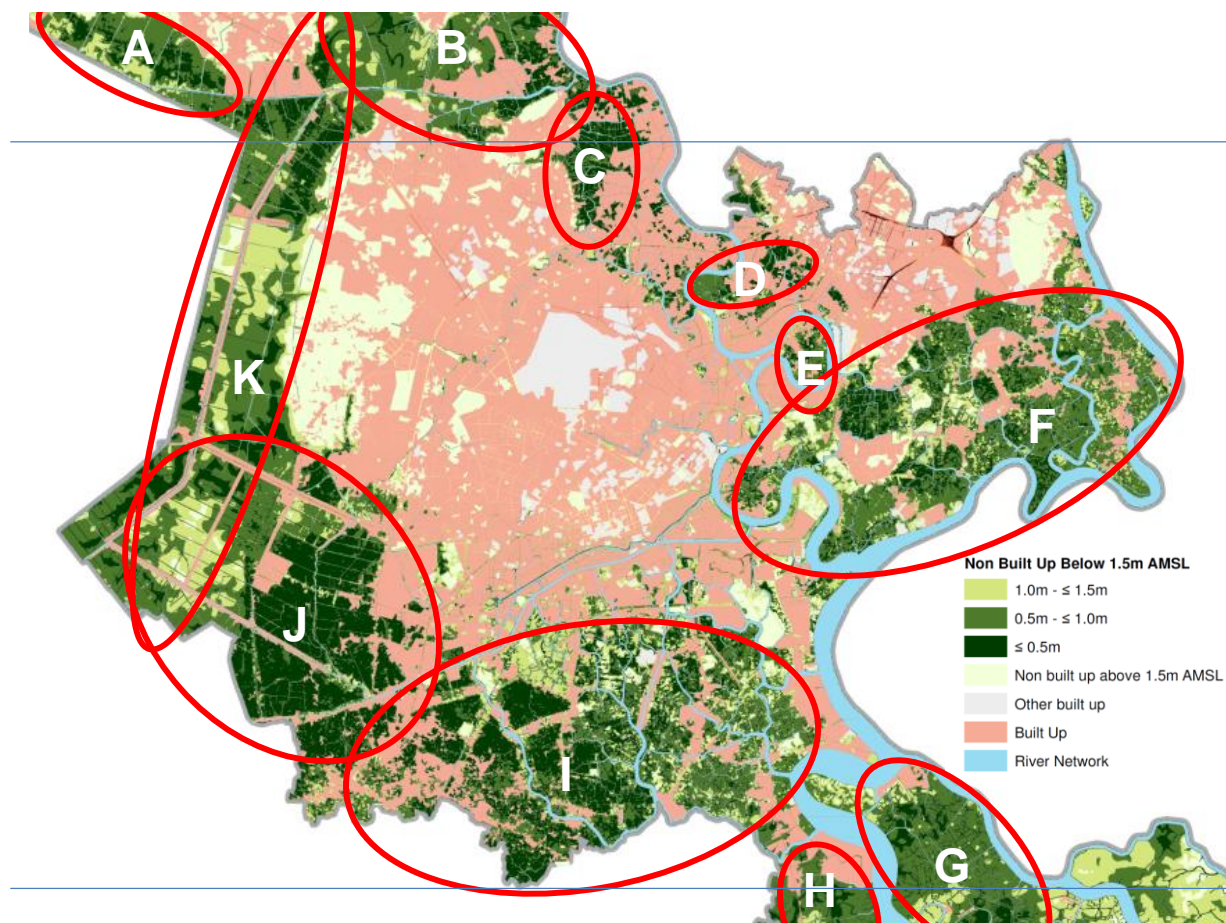 A
B
C
D
E
K
F
Non Built Up Below 1.5m AMSL
1.0m - ≤ 1.5m
0.5m - ≤ 1.0m
≤ 0.5m
Non built up above 1.5m AMSL
Other built up
Built Up
River Network
J
I
G
H